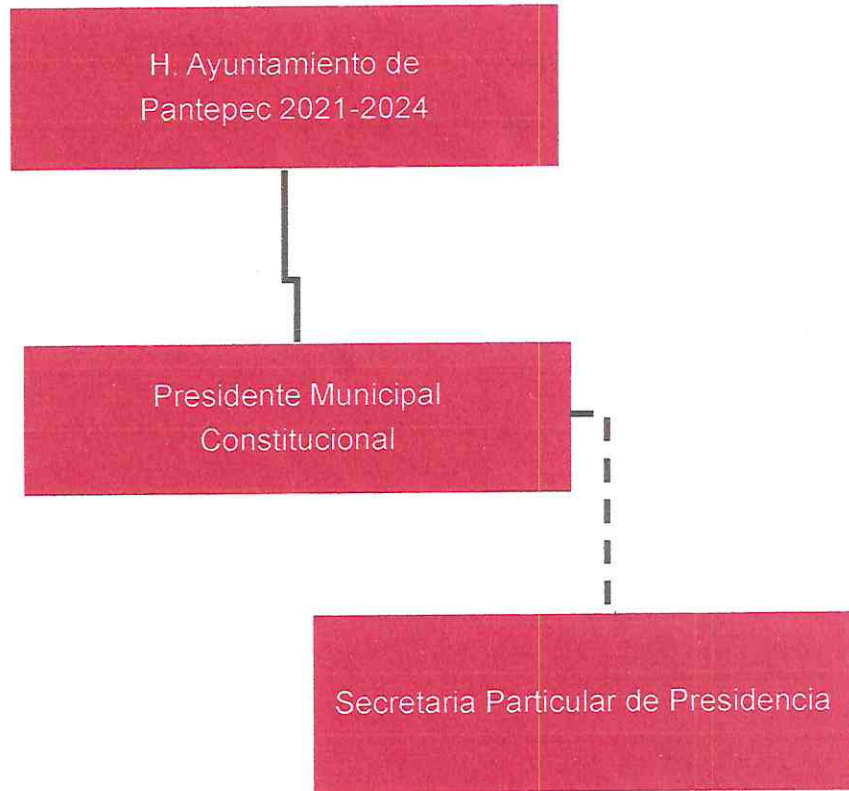 H. Ayuntamiento de
Pantepec 2021-2024
Presidente Municipal
Constitucional
Secretaria Particular de Presidencia